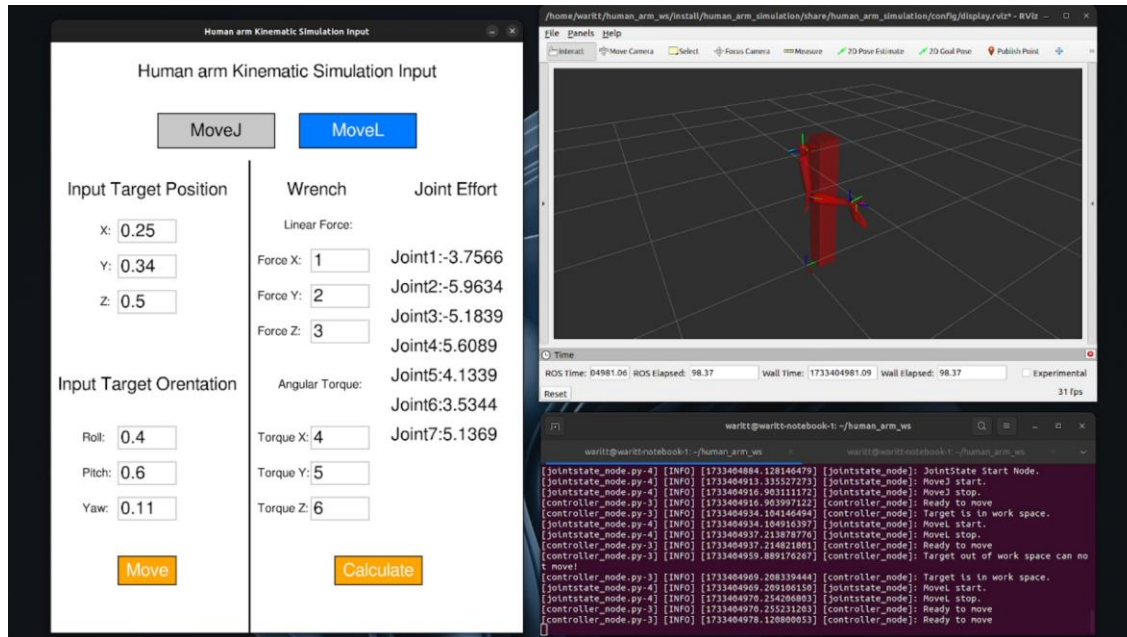 Human arm Kinematic Simulation Input
Human arm Kinematic Simulation Input
MoveJ
MoveL
Input Target Position
X: 0.25
Y: 0.34
Z: 0.5
Input Target Orentation
Roll: 0.4
Pitch: 0.6
Yaw: 0.11
Move
Wrench
Linear Force:
Force X: 1
Force Y: 2
Force Z: 3
Angular Torque:
Torque X: 4
Torque Y: 5
Torque Z: 6
Joint Effort
Joint1:-3.7566
Joint2:-5.9634
Joint3:-5.1839
Joint4:5.6089
Joint5:4.1339
Joint6:3.5344
Joint7:5.1369
Calculate
/home/waritt/human_arm_ws/install/human_arm_simulation/share/human_arm_simulation/config/display.rviz* - RViz
File Panels Help
Interact Move Camera Select Focus Camera Measure 2D Pose Estimate 2D Goal Pose Publish Point
Time
ROS Time: 04981.06 ROS Elapsed: 98.37 Wall Time: 1733404981.09 Wall Elapsed: 98.37 Experimental
Reset 31 fps
waritt@waritt-notebook-1: ~/human_arm_ws
waritt@waritt-notebook-1: ~/human_arm_ws waritt@waritt-notebook-1: ~/human_arm_ws
[jointstate_node.py-4] [INFO] [1733404884.128146479] [jointstate_node]: JointState Start Node.
[jointstate_node.py-4] [INFO] [1733404913.335527273] [jointstate_node]: MoveJ start.
[jointstate_node.py-4] [INFO] [1733404916.903111172] [jointstate_node]: MoveJ stop.
[controller_node.py-3] [INFO] [1733404916.903997122] [controller_node]: Ready to move
[controller_node.py-3] [INFO] [1733404934.104146494] [controller_node]: Target is in work space.
[jointstate_node.py-4] [INFO] [1733404934.104916397] [jointstate_node]: MoveL start.
[jointstate_node.py-4] [INFO] [1733404937.213878776] [jointstate_node]: MoveL stop.
[controller_node.py-3] [INFO] [1733404937.214821801] [controller_node]: Ready to move
[controller_node.py-3] [INFO] [1733404959.889176267] [controller_node]: Target out of work space can no
t move!
[controller_node.py-3] [INFO] [1733404969.208339444] [controller_node]: Target is in work space.
[jointstate_node.py-4] [INFO] [1733404969.209106150] [jointstate_node]: MoveL start.
[jointstate_node.py-4] [INFO] [1733404970.254206803] [jointstate_node]: MoveL stop.
[controller_node.py-3] [INFO] [1733404970.255231203] [controller_node]: Ready to move
[controller_node.py-3] [INFO] [1733404978.120800053] [controller_node]: Ready to move